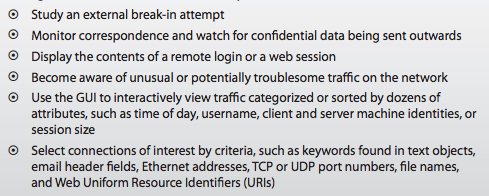 Study an external break-in attempt
Monitor correspondence and watch for confidential data being sent outwards
Display the contents of a remote login or a web session
Become aware of unusual or potentially troublesome traffic on the network
Use the GUI to interactively view traffic categorized or sorted by dozens of
attributes, such as time of day, username, client and server machine identities, or
session size
Select connections of interest by criteria, such as keywords found in text objects,
email header fields, Ethernet addresses, TCP or UDP port numbers, file names,
and Web Uniform Resource Identifiers (URIs)